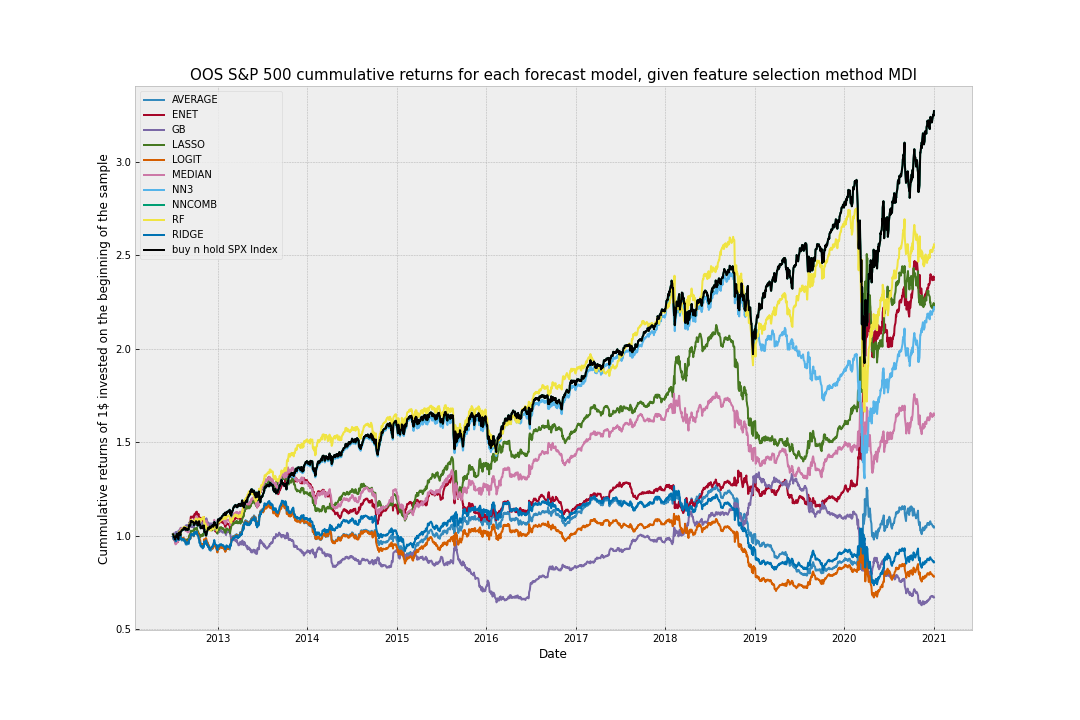 OOS S&P 500 cummulative returns for each forecast model, given feature selection method MDI
AVERAGE
ENET
GB
LASSO
LOGIT
MEDIAN
NN3
NNCOMB
RF
RIDGE
buy n hold SPX Index
Cummulative returns of 1$ invested on the beginning of the sample
3.0
2.5
2.0
1.5
1.0
0.5
2013
2014
2015
2016
2017
2018
2019
2020
2021
Date